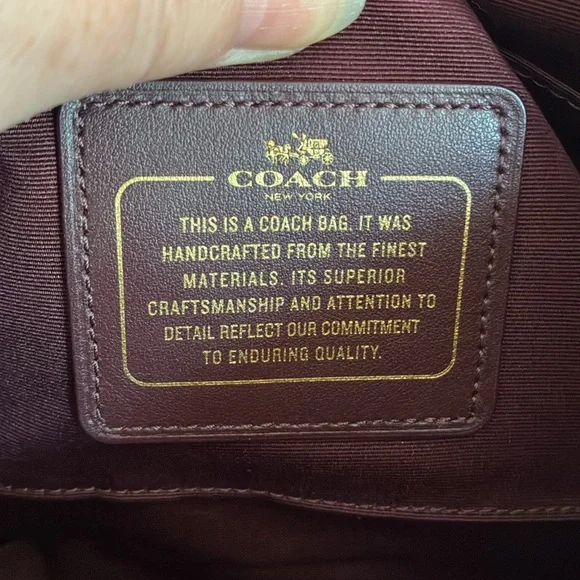 COACH
NEW YORK
THIS IS A COACH BAG. IT WAS
HANDCRAFTED FROM THE FINEST
MATERIALS. ITS SUPERIOR
CRAFTSMANSHIP AND ATTENTION TO
DETAIL REFLECT OUR COMMITMENT
TO ENDURING QUALITY.